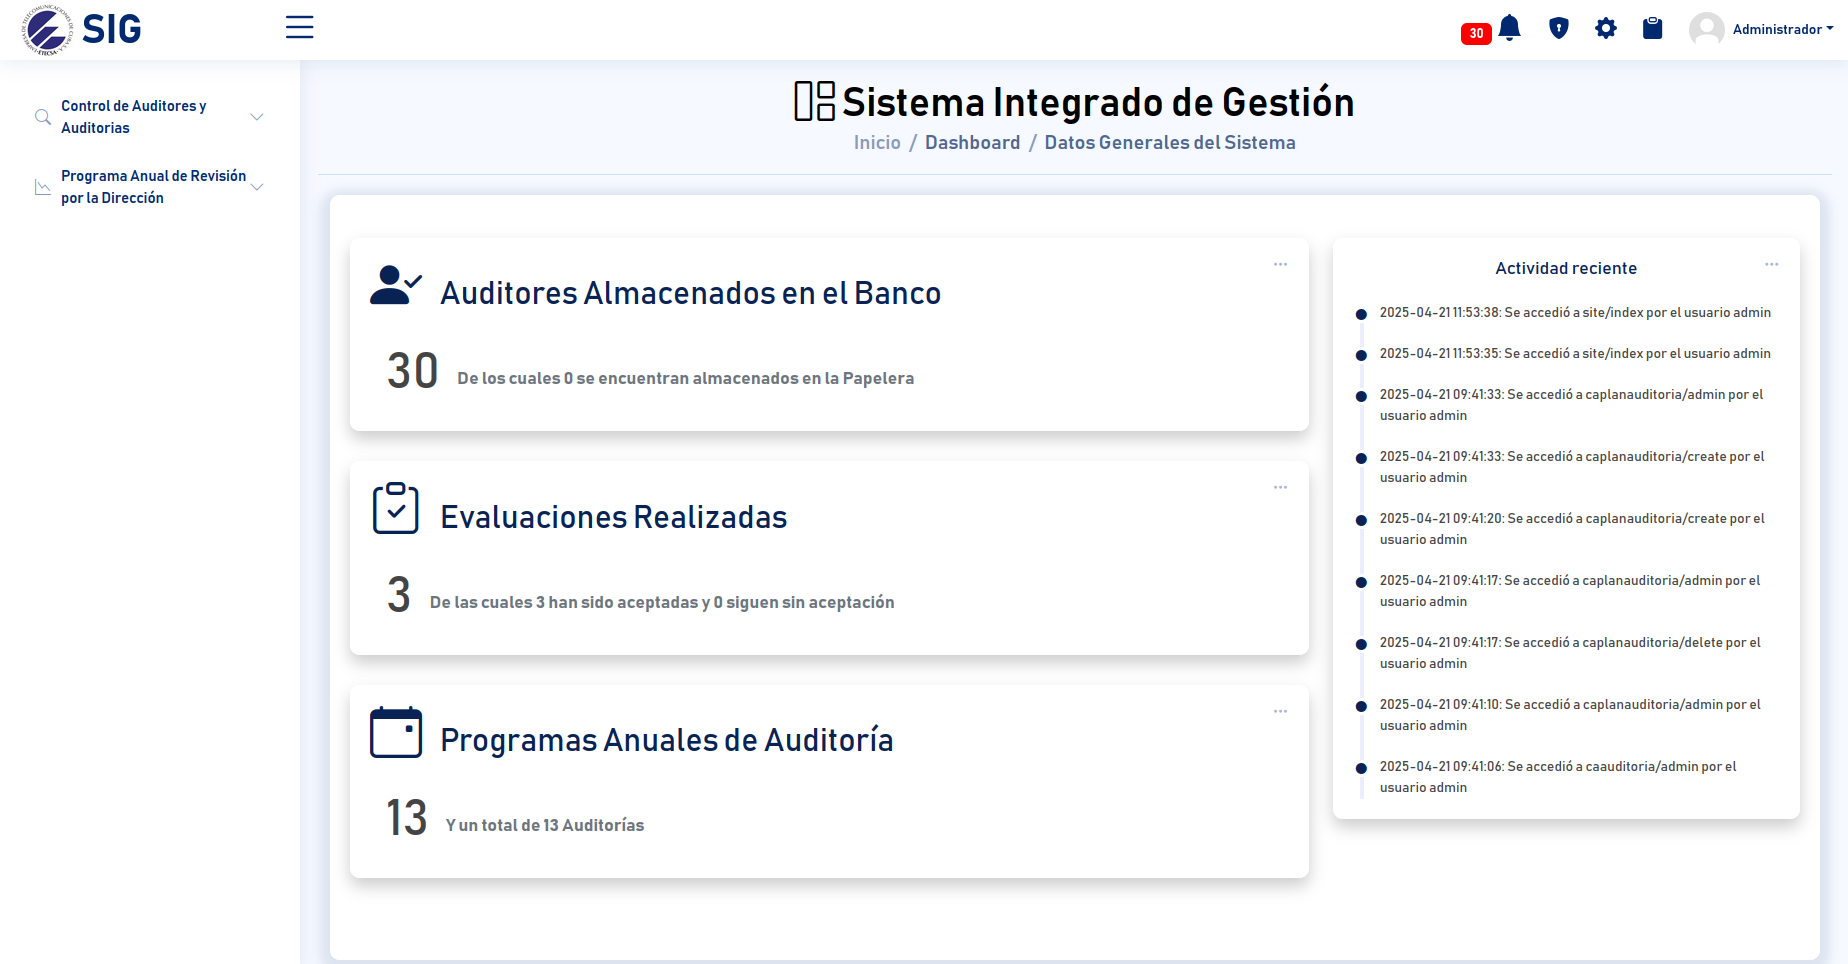 EMPRESA DE TELECOMUNICACIONES DE CUBA S.A.
ETECSA
SIG
30
Administrador
Control de Auditores y
Auditorias
Programa Anual de Revisión
por la Dirección
Sistema Integrado de Gestión
Inicio / Dashboard / Datos Generales del Sistema
Auditores Almacenados en el Banco
30 De los cuales 0 se encuentran almacenados en la Papelera
Evaluaciones Realizadas
3 De las cuales 3 han sido aceptadas y 0 siguen sin aceptación
Programas Anuales de Auditoría
13 Y un total de 13 Auditorías
Actividad reciente
2025-04-21 11:53:38: Se accedió a site/index por el usuario admin
2025-04-21 11:53:35: Se accedió a site/index por el usuario admin
2025-04-21 09:41:33: Se accedió a caplanauditoria/admin por el
usuario admin
2025-04-21 09:41:33: Se accedió a caplanauditoria/create por el
usuario admin
2025-04-21 09:41:20: Se accedió a caplanauditoria/create por el
usuario admin
2025-04-21 09:41:17: Se accedió a caplanauditoria/admin por el
usuario admin
2025-04-21 09:41:17: Se accedió a caplanauditoria/delete por el
usuario admin
2025-04-21 09:41:10: Se accedió a caplanauditoria/admin por el
usuario admin
2025-04-21 09:41:06: Se accedió a caauditoria/admin por el
usuario admin